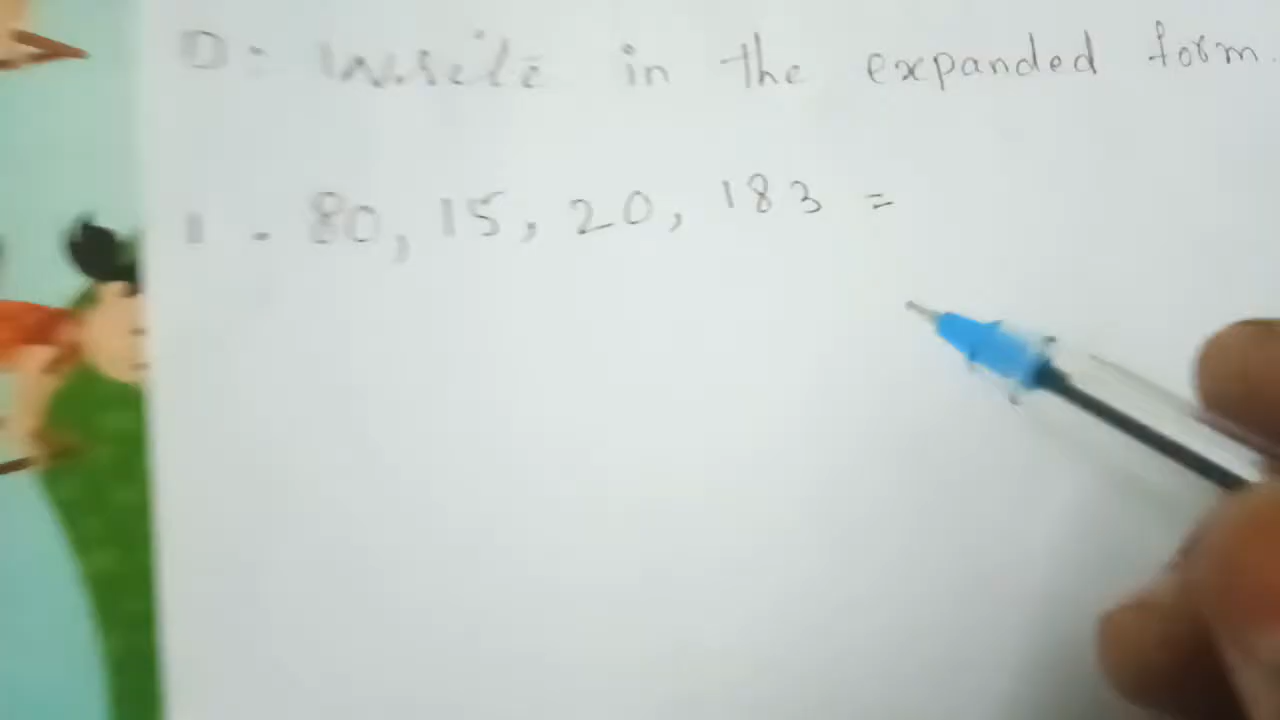 D: Write in the expanded form.
1 - 80, 15, 20, 183 =